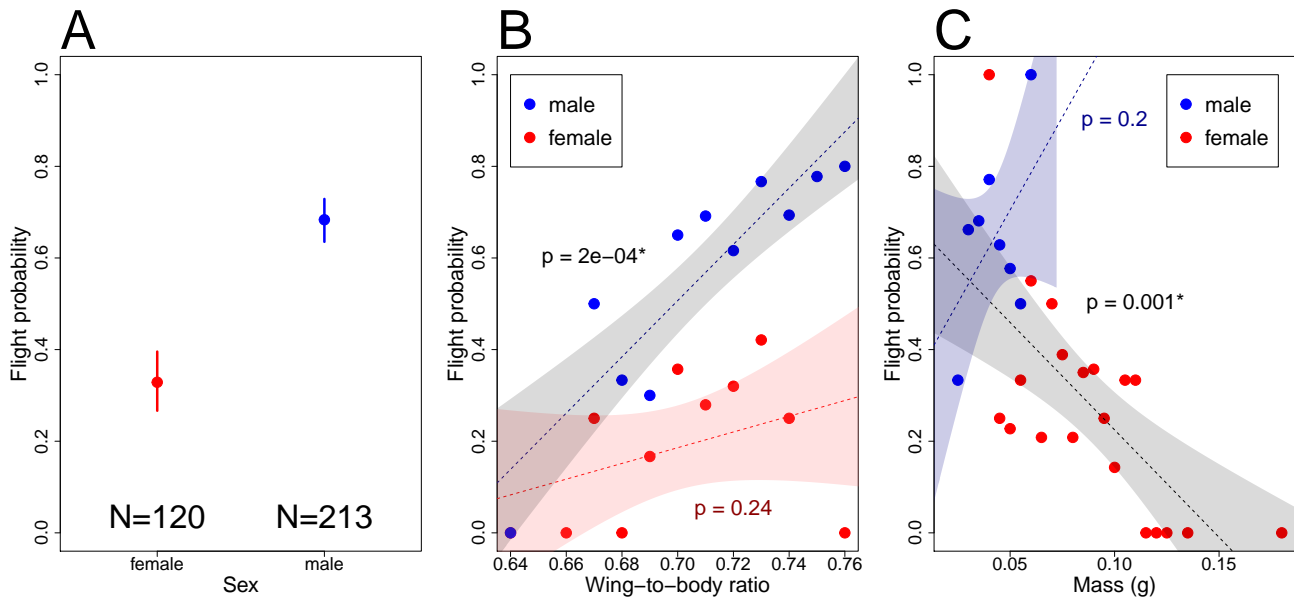 A
Flight probability
0.0
0.2
0.4
0.6
0.8
1.0
N=120
N=213
female
male
Sex
B
Flight probability
0.0
0.2
0.4
0.6
0.8
1.0
male
female
p = 2e−04*
p = 0.24
0.64
0.66
0.68
0.70
0.72
0.74
0.76
Wing−to−body ratio
C
Flight probability
0.0
0.2
0.4
0.6
0.8
1.0
male
female
p = 0.2
p = 0.001*
0.05
0.10
0.15
Mass (g)